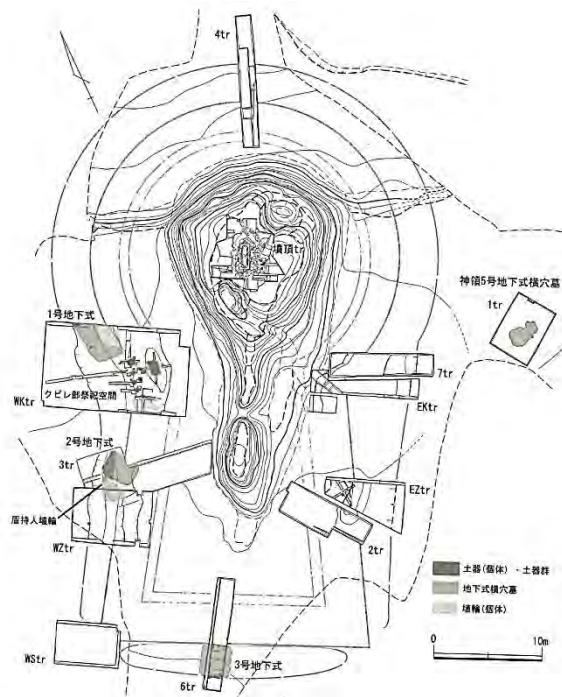 4tr
墳頂tr
神領5号地下式横穴墓
1tr
1号地下式
クビレ部祭祀空間
WKtr
7tr
EKtr
2号地下式
3tr
盾持人埴輪
WZtr
EZtr
2tr
土器(個体)・土器群
地下式横穴墓
埴輪(個体)
0
10m
WStr
3号地下式
6tr